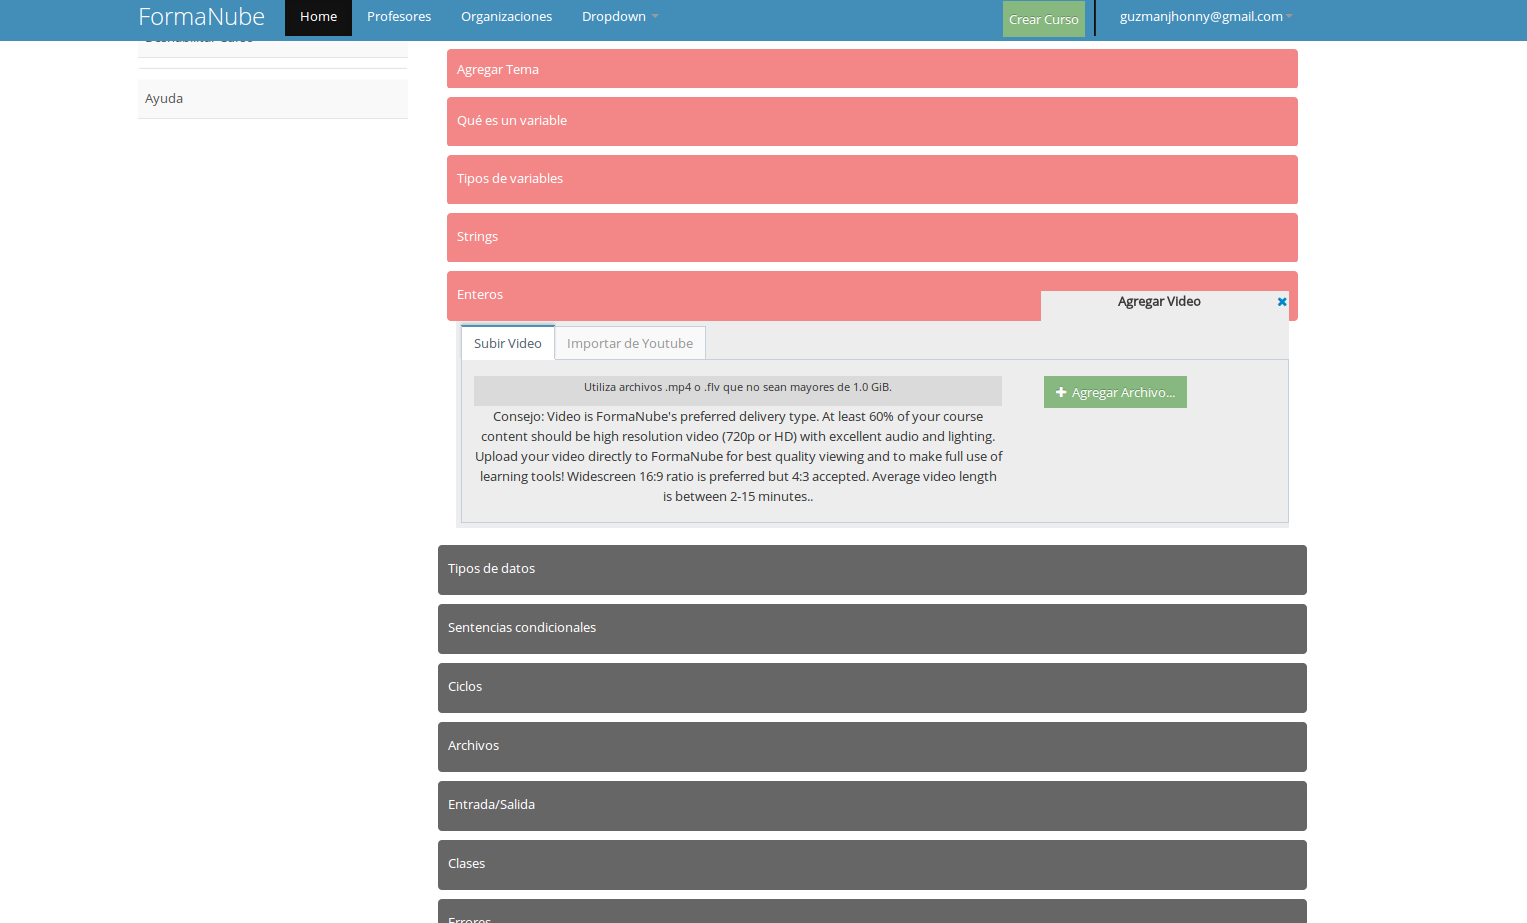 FormaNube Home Profesores Organizaciones Dropdown Crear Curso guzmanjhonny@gmail.com
Ayuda
Agregar Tema
Qué es un variable
Tipos de variables
Strings
Enteros
Agregar Video
Subir Video Importar de Youtube
Utiliza archivos .mp4 o .flv que no sean mayores de 1.0 GiB.
Agregar Archivo...
Consejo: Video is FormaNube's preferred delivery type. At least 60% of your course
content should be high resolution video (720p or HD) with excellent audio and lighting.
Upload your video directly to FormaNube for best quality viewing and to make full use of
learning tools! Widescreen 16:9 ratio is preferred but 4:3 accepted. Average video length
is between 2-15 minutes..
Tipos de datos
Sentencias condicionales
Ciclos
Archivos
Entrada/Salida
Clases
Errores